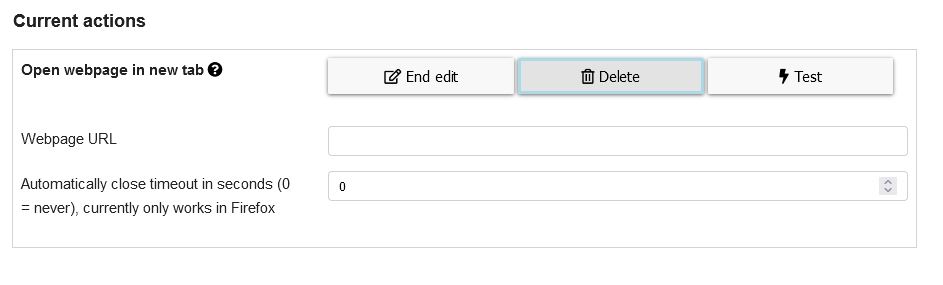 Current actions
Open webpage in new tab
End edit
Delete
Test
Webpage URL
Automatically close timeout in seconds (0
= never), currently only works in Firefox
0